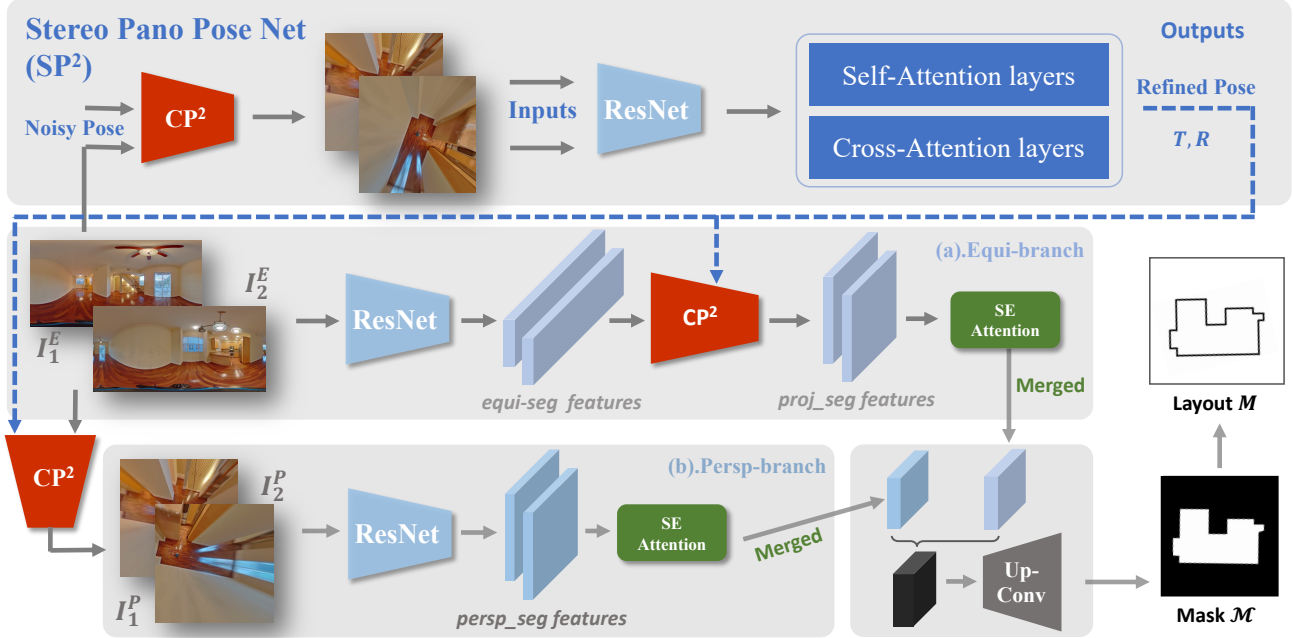 Stereo Pano Pose Net
(SP²)
Noisy Pose
CP²
Inputs
ResNet
Self-Attention layers
Cross-Attention layers
Outputs
Refined Pose
T, R
I₁ᴱ
I₂ᴱ
ResNet
equi-seg features
CP²
proj_seg features
(a).Equi-branch
SE
Attention
Merged
CP²
I₁ᴾ
I₂ᴾ
ResNet
persp_seg features
(b).Persp-branch
SE
Attention
Merged
Up-
Conv
Layout M
Mask ℳ